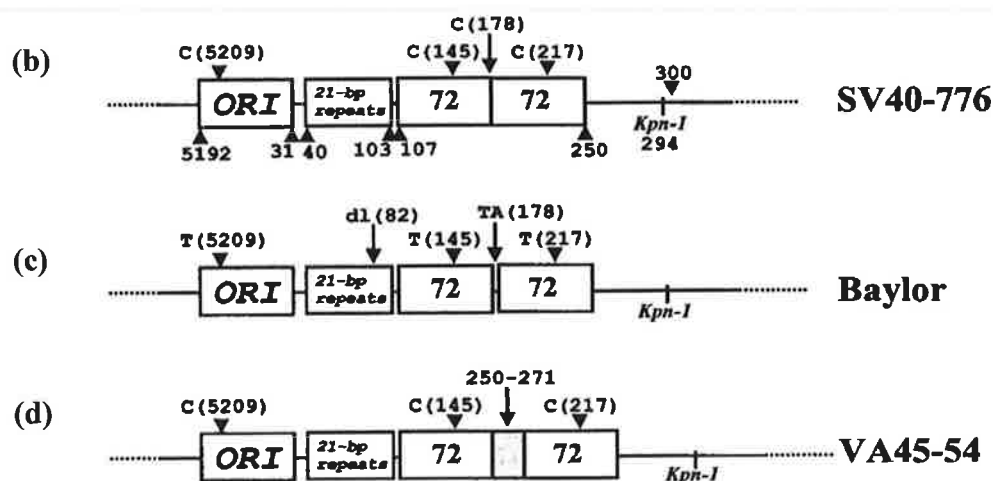 (b)
C(178)
C(5209) C(145) C(217)
300
ORI 21-bp repeats 72 72
SV40-776
Kpn-1
5192 31 40 103 107 250 294
(c)
dl(82) TA(178)
T(5209) T(145) T(217)
ORI 21-bp repeats 72 72
Baylor
Kpn-1
(d)
250-271
C(5209) C(145) C(217)
ORI 21-bp repeats 72 72
VA45-54
Kpn-1